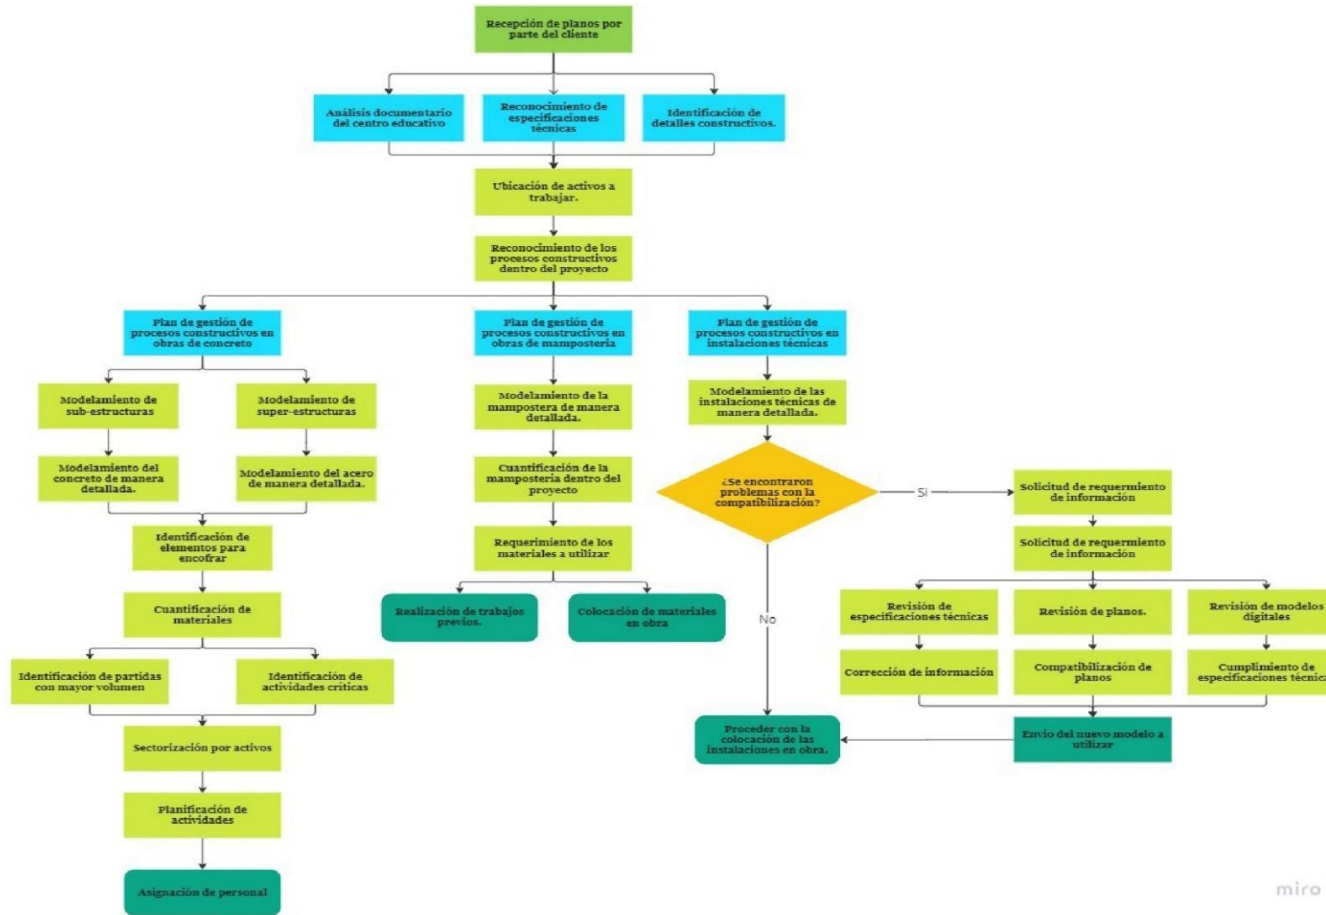 Recepción de planos por
parte del cliente
Análisis documentario
del centro educativo
Reconocimiento de
especificaciones
técnicas
Identificación de
detalles constructivos.
Ubicación de activos a
trabajar.
Reconocimiento de los
procesos constructivos
dentro del proyecto
Plan de gestión de
procesos constructivos en
obras de concreto
Plan de gestión de
procesos constructivos en
obras de mamposteria
Plan de gestión de
procesos constructivos en
instalaciones técnicas
Modelamiento de
sub-estructuras
Modelamiento de
super-estructuras
Modelamiento de la
mampostera de manera
detallada.
Modelamiento de las
instalaciones técnicas de
manera detallada.
Modelamiento del
concreto de manera
detallada.
Modelamiento del acero
de manera detallada.
Cuantificación de la
mampostería dentro del
proyecto
¿Se encontraron
problemas con la
compatibilización?
Si
Solicitud de requermiento
de información
Identificación de
elementos para
encofrar
Requerimiento de los
materiales a utilizar
Solicitud de requermiento
de información
Cuantificación de
materiales
Realización de trabajos
previos.
Colocación de materiales
en obra
No
Revisión de
especificaciones técnicas
Revisión de planos.
Revisión de modelos
digitales
Identificación de partidas
con mayor volumen
Identificación de
actividades críticas
Corrección de información
Compatibilización de
planos
Cumplimiento de
especificaciones técnica
Sectorización por activos
Proceder con la
colocación de las
instalaciones en obra.
Envío del nuevo modelo a
utilizar
Planificación de
actividades
Asignación de personal
miro